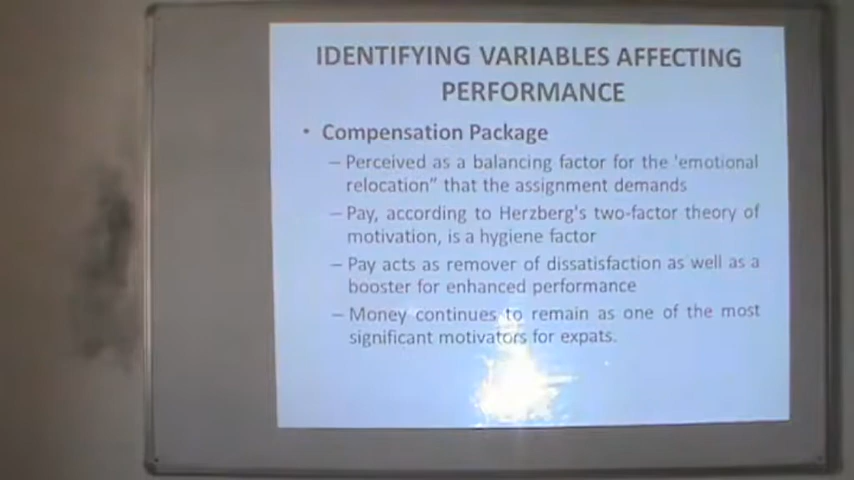 IDENTIFYING VARIABLES AFFECTING
PERFORMANCE
• Compensation Package
– Perceived as a balancing factor for the 'emotional
relocation” that the assignment demands
– Pay, according to Herzberg's two-factor theory of
motivation, is a hygiene factor
– Pay acts as remover of dissatisfaction as well as a
booster for enhanced performance
– Money continues to remain as one of the most
significant motivators for expats.